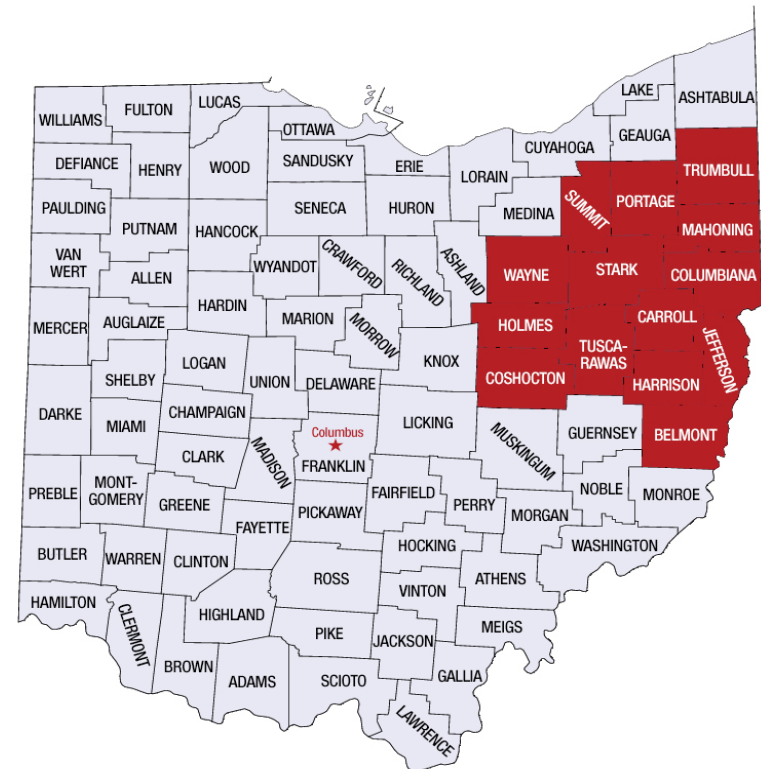 LAKE
ASHTABULA
WILLIAMS
FULTON
LUCAS
OTTAWA
CUYAHOGA
GEAUGA
DEFIANCE
HENRY
WOOD
SANDUSKY
ERIE
LORAIN
TRUMBULL
PAULDING
PUTNAM
HANCOCK
SENECA
HURON
MEDINA
SUMMIT
PORTAGE
MAHONING
VAN
WERT
ALLEN
WYANDOT
CRAWFORD
RICHLAND
ASHLAND
WAYNE
STARK
COLUMBIANA
MERCER
AUGLAIZE
HARDIN
MARION
MORROW
KNOX
HOLMES
TUSCA-
RAWAS
CARROLL
JEFFERSON
SHELBY
LOGAN
UNION
DELAWARE
COSHOCTON
HARRISON
DARKE
MIAMI
CHAMPAIGN
CLARK
MADISON
Columbus
FRANKLIN
LICKING
MUSKINGUM
GUERNSEY
BELMONT
PREBLE
MONT-
GOMERY
GREENE
FAYETTE
PICKAWAY
FAIRFIELD
PERRY
MORGAN
NOBLE
MONROE
BUTLER
WARREN
CLINTON
ROSS
HOCKING
VINTON
ATHENS
WASHINGTON
HAMILTON
CLERMONT
BROWN
HIGHLAND
ADAMS
PIKE
SCIOTO
JACKSON
GALLIA
MEIGS
LAWRENCE